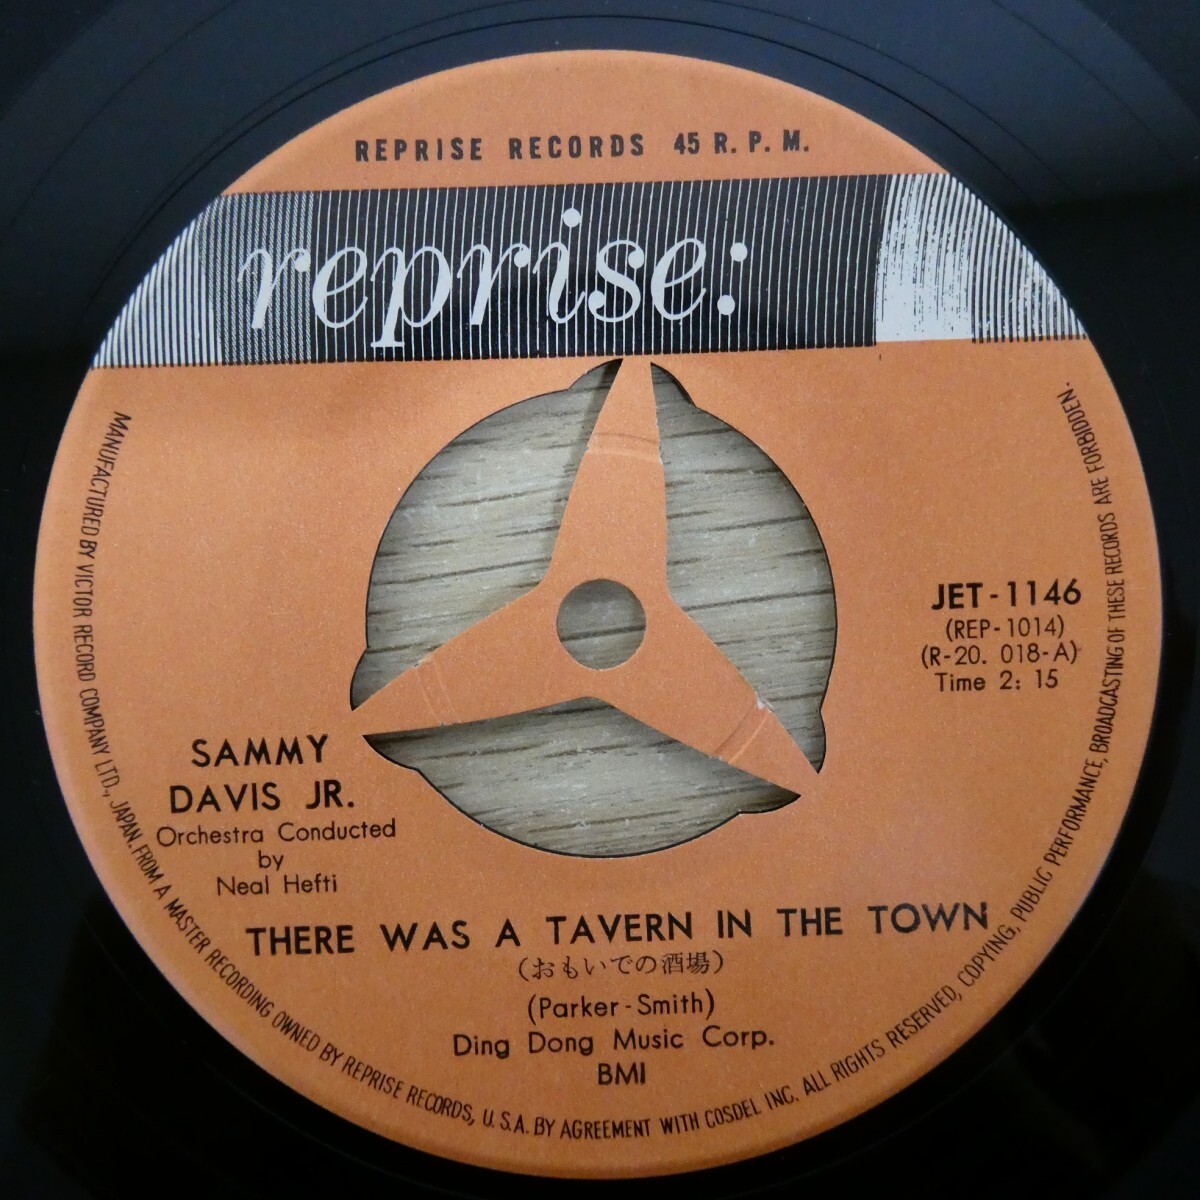 REPRISE RECORDS 45 R. P. M.
reprise:
JET-1146
(REP-1014)
(R-20. 018-A)
Time 2: 15
SAMMY
DAVIS JR.
Orchestra Conducted
by
Neal Hefti
THERE WAS A TAVERN IN THE TOWN
(おもいでの酒場)
(Parker-Smith)
Ding Dong Music Corp.
BMI
MANUFACTURED BY VICTOR RECORD COMPANY LTD., JAPAN. FROM A MASTER RECORDING OWNED BY REPRISE RECORDS, U.S.A. BY AGREEMENT WITH COSDEL INC. ALL RIGHTS RESERVED, COPYING, PUBLIC PERFORMANCE, BROADCASTING OF THESE RECORDS ARE FORBIDDEN.